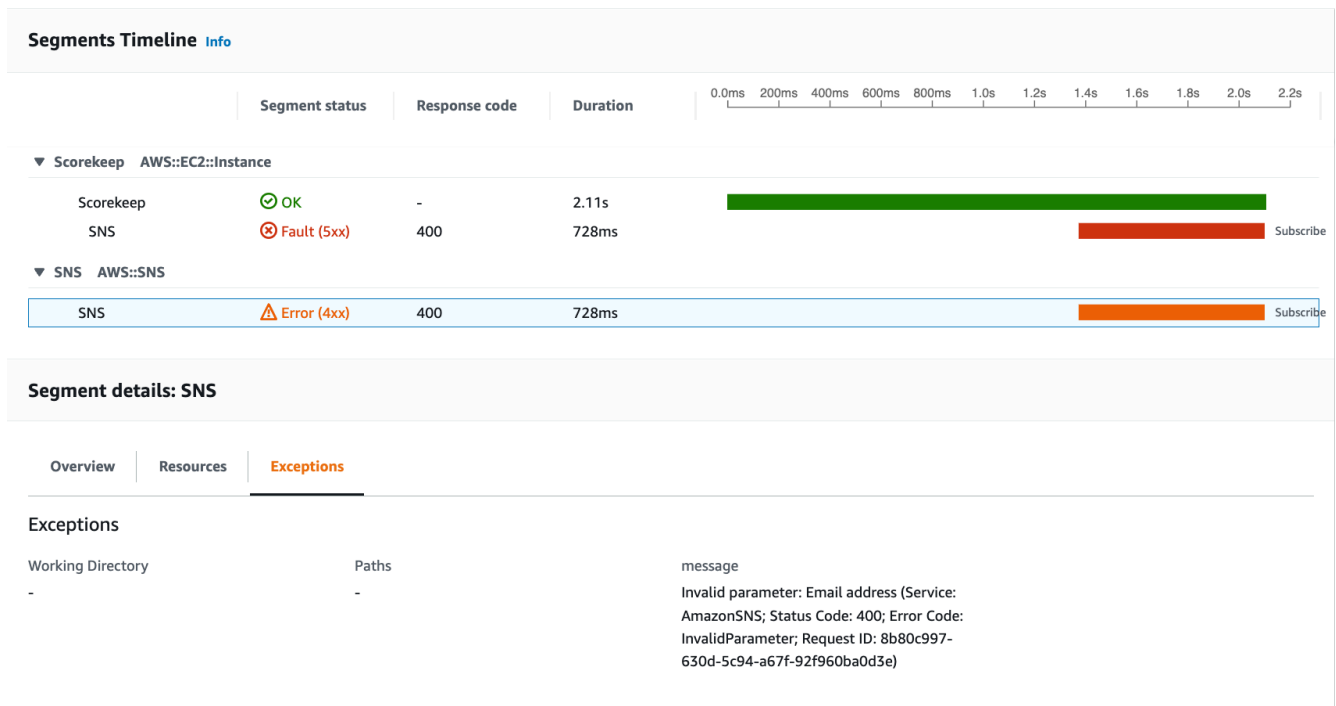 Segments Timeline Info
Segment status Response code Duration 0.0ms 200ms 400ms 600ms 800ms 1.0s 1.2s 1.4s 1.6s 1.8s 2.0s 2.2s
Scorekeep AWS::EC2::Instance
Scorekeep OK - 2.11s
SNS Fault (5xx) 400 728ms Subscribe
SNS AWS::SNS
SNS Error (4xx) 400 728ms Subscribe
Segment details: SNS
Overview Resources Exceptions
Exceptions
Working Directory Paths message
- - Invalid parameter: Email address (Service:
AmazonSNS; Status Code: 400; Error Code:
InvalidParameter; Request ID: 8b80c997-
630d-5c94-a67f-92f960ba0d3e)